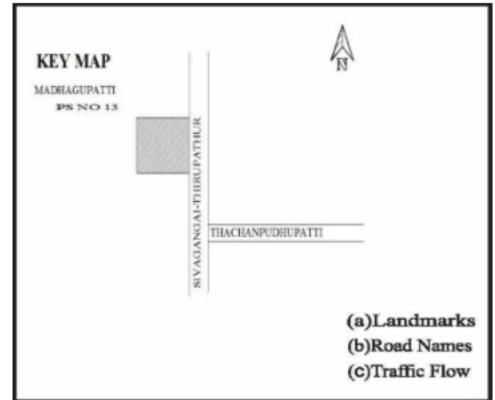 KEY MAP
MADHAGUPATTI
PS NO 13
N
SIVAGANGAI-THIRUPATHUR
THACHANPUDHUPATTI
(a)Landmarks
(b)Road Names
(c)Traffic Flow